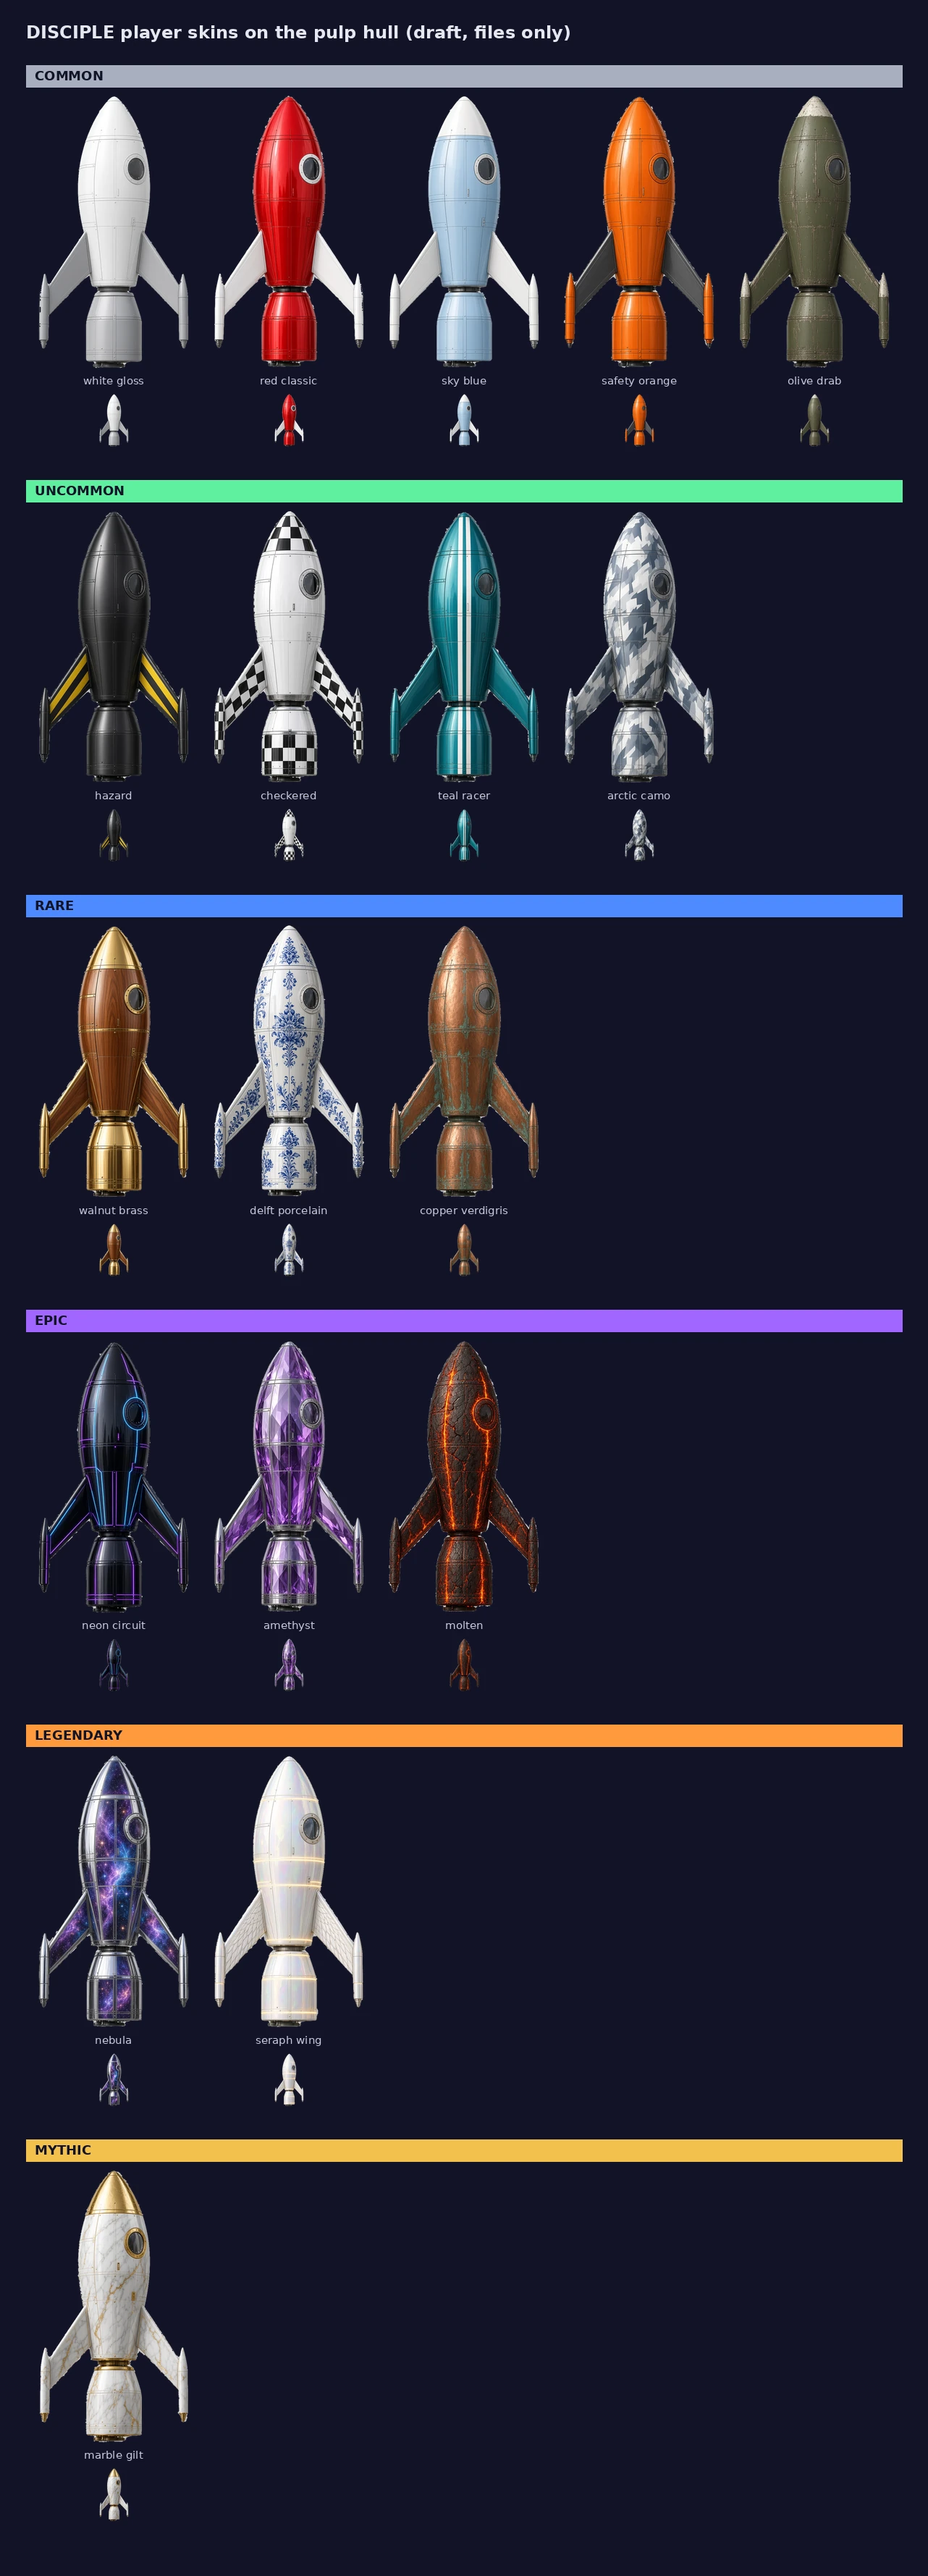 DISCIPLE player skins on the pulp hull (draft, files only)
COMMON
white gloss
red classic
sky blue
safety orange
olive drab
UNCOMMON
hazard
checkered
teal racer
arctic camo
RARE
walnut brass
delft porcelain
copper verdigris
EPIC
neon circuit
amethyst
molten
LEGENDARY
nebula
seraph wing
MYTHIC
marble gilt